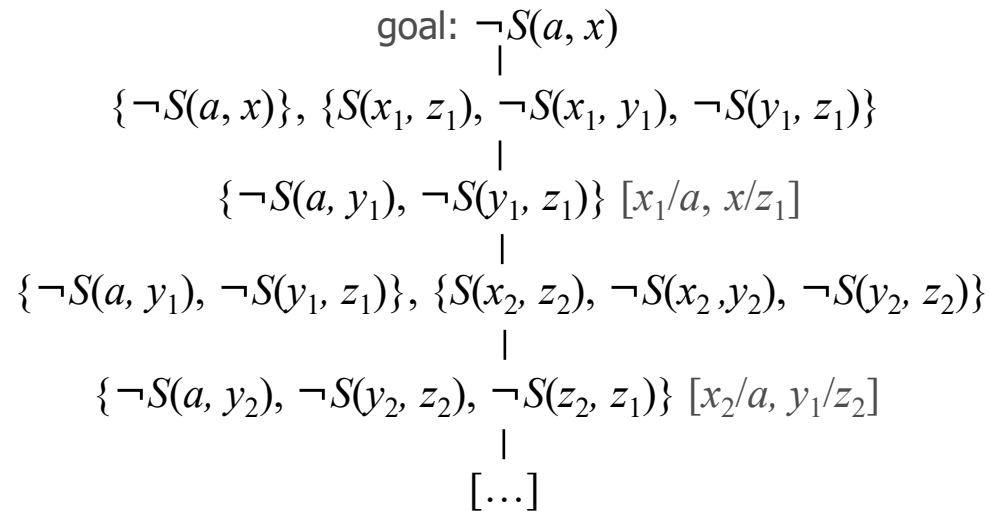 goal: ¬S(a, x)
{¬S(a, x)}, {S(x₁, z₁), ¬S(x₁, y₁), ¬S(y₁, z₁)}
{¬S(a, y₁), ¬S(y₁, z₁)} [x₁/a, x/z₁]
{¬S(a, y₁), ¬S(y₁, z₁)}, {S(x₂, z₂), ¬S(x₂ ,y₂), ¬S(y₂, z₂)}
{¬S(a, y₂), ¬S(y₂, z₂), ¬S(z₂, z₁)} [x₂/a, y₁/z₂]
[…]